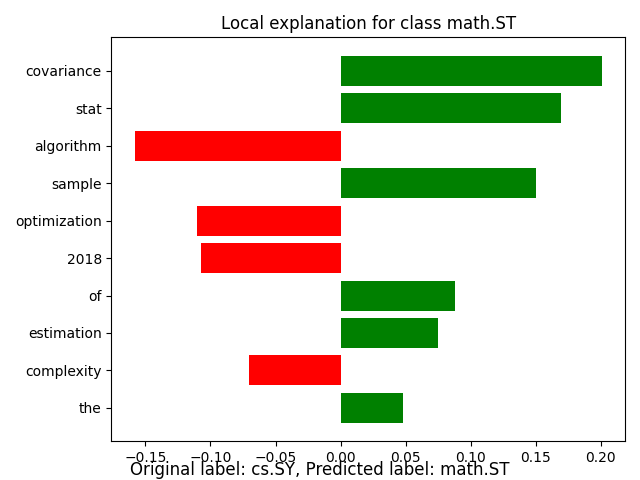 Local explanation for class math.ST
covariance
stat
algorithm
sample
optimization
2018
of
estimation
complexity
the
−0.15 −0.10 −0.05 0.00 0.05 0.10 0.15 0.20
Original label: cs.SY, Predicted label: math.ST